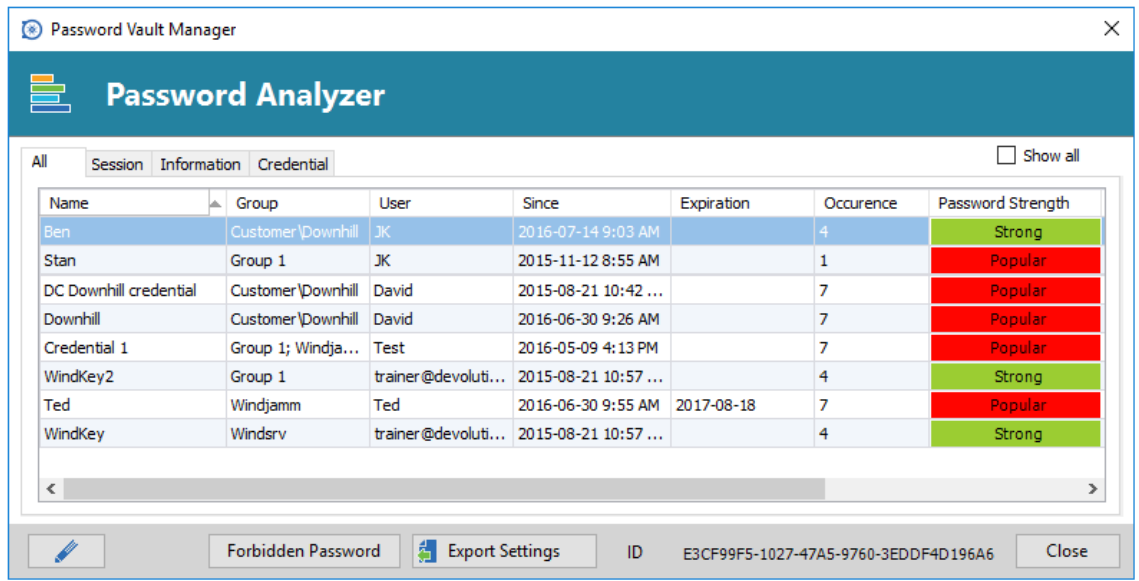 Password Vault Manager
Password Analyzer
All Session Information Credential Show all
Name Group User Since Expiration Occurence Password Strength
Ben Customer\Downhill JK 2016-07-14 9:03 AM 4 Strong
Stan Group 1 JK 2015-11-12 8:55 AM 1 Popular
DC Downhill credential Customer\Downhill David 2015-08-21 10:42 ... 7 Popular
Downhill Customer\Downhill David 2016-06-30 9:26 AM 7 Popular
Credential 1 Group 1; Windja... Test 2016-05-09 4:13 PM 7 Popular
WindKey2 Group 1 trainer@devoluti... 2015-08-21 10:57 ... 4 Strong
Ted Windjamm Ted 2016-06-30 9:55 AM 2017-08-18 7 Popular
WindKey Windsrv trainer@devoluti... 2015-08-21 10:57 ... 4 Strong
Forbidden Password Export Settings ID E3CF99F5-1027-47A5-9760-3EDDF4D196A6 Close